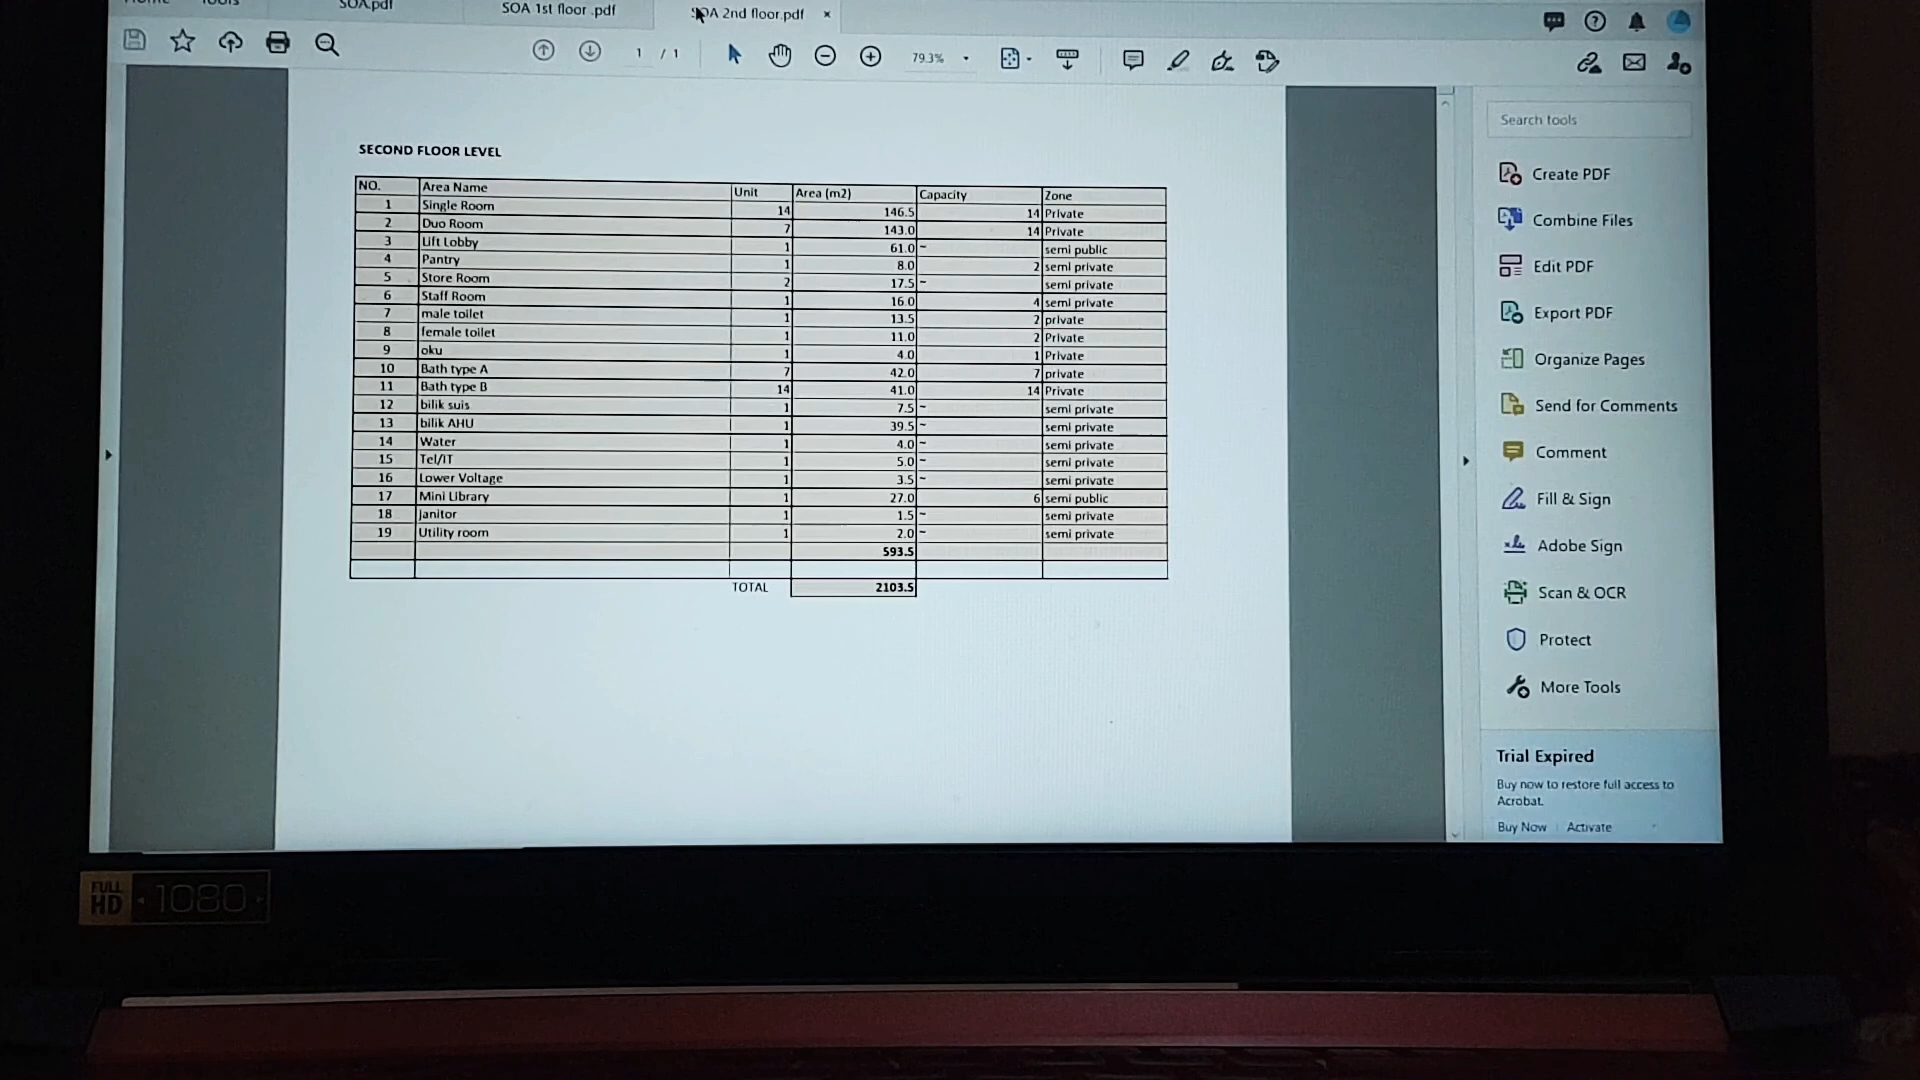 SOA.pdf
SOA 1st floor .pdf
SOA 2nd floor.pdf ×
1 / 1
79.3%
Search tools
Create PDF
Combine Files
Edit PDF
Export PDF
Organize Pages
Send for Comments
Comment
Fill & Sign
Adobe Sign
Scan & OCR
Protect
More Tools
Trial Expired
Buy now to restore full access to
Acrobat.
Buy Now Activate
SECOND FLOOR LEVEL
NO. Area Name Unit Area (m2) Capacity Zone
1 Single Room 14 146.5 14 Private
2 Duo Room 7 143.0 14 Private
3 Lift Lobby 1 61.0 ~ semi public
4 Pantry 1 8.0 2 semi private
5 Store Room 2 17.5 ~ semi private
6 Staff Room 1 16.0 4 semi private
7 male toilet 1 13.5 2 private
8 female toilet 1 11.0 2 Private
9 oku 1 4.0 1 Private
10 Bath type A 7 42.0 7 private
11 Bath type B 14 41.0 14 Private
12 bilik suis 1 7.5 ~ semi private
13 bilik AHU 1 39.5 ~ semi private
14 Water 1 4.0 ~ semi private
15 Tel/IT 1 5.0 ~ semi private
16 Lower Voltage 1 3.5 ~ semi private
17 Mini Library 1 27.0 6 semi public
18 Janitor 1 1.5 ~ semi private
19 Utility room 1 2.0 ~ semi private
593.5
TOTAL 2103.5
FULL HD 1080